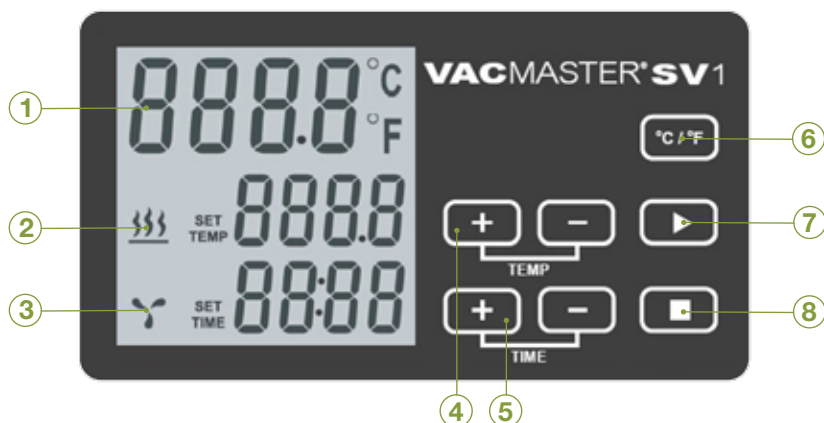 888.8 °C
°F
VACMASTER® SV1
°C/°F
SET TEMP 888.8
SET TIME 88:88
+ −
TEMP
+ −
TIME
1
2
3
4
5
6
7
8